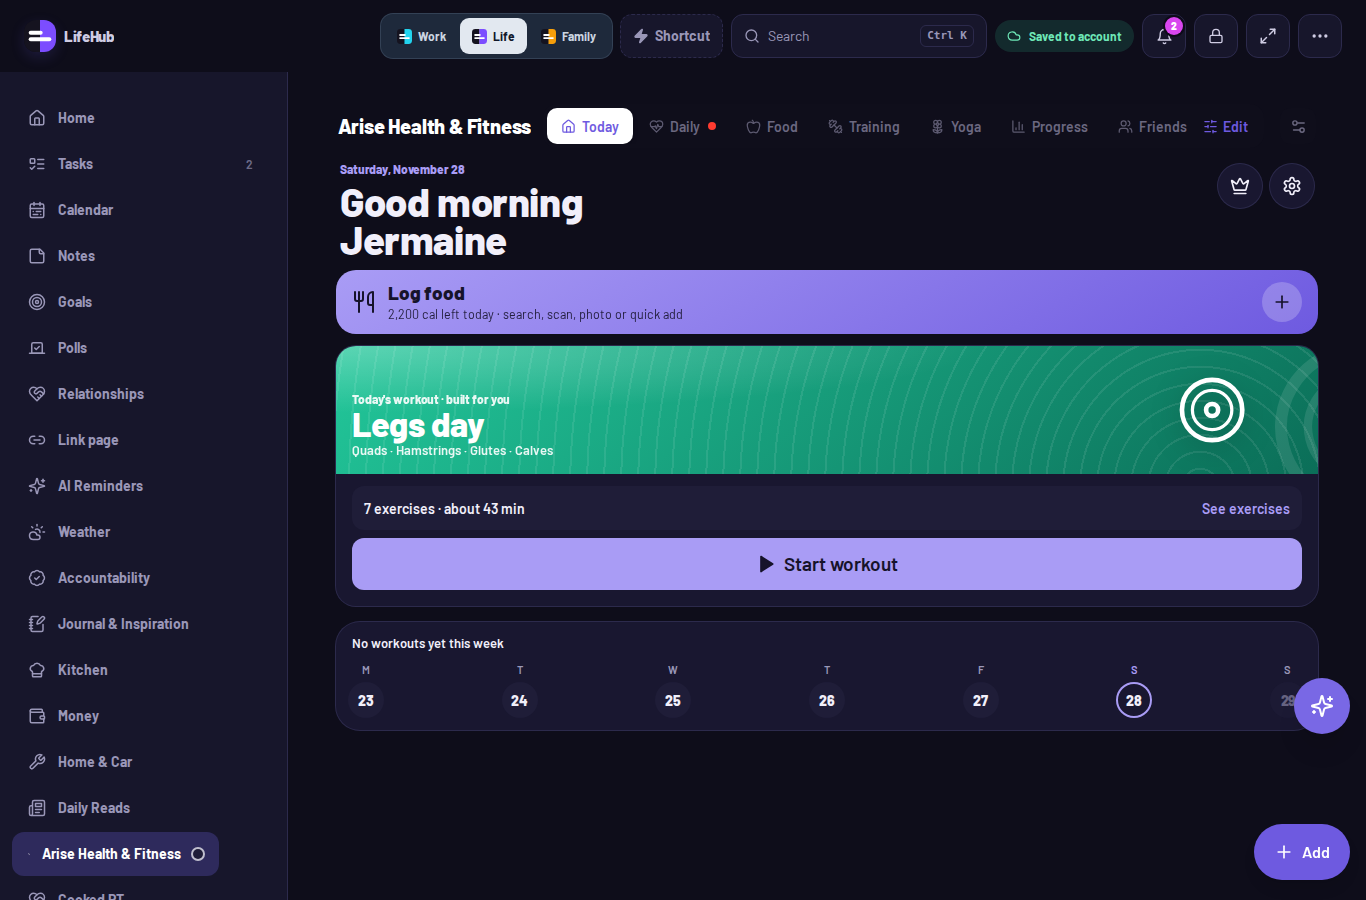 LifeHub
Work
Life
Family
Shortcut
Search
Ctrl K
Saved to account
2
Home
Tasks
2
Calendar
Notes
Goals
Polls
Relationships
Link page
AI Reminders
Weather
Accountability
Journal & Inspiration
Kitchen
Money
Home & Car
Daily Reads
Arise Health & Fitness
Arise Health & Fitness
Today
Daily
Food
Training
Yoga
Progress
Friends
Edit
Saturday, November 28
Good morning
Jermaine
Log food
2,200 cal left today · search, scan, photo or quick add
Today's workout · built for you
Legs day
Quads · Hamstrings · Glutes · Calves
7 exercises · about 43 min
See exercises
Start workout
No workouts yet this week
M T W T F S S
23 24 25 26 27 28 29
Add